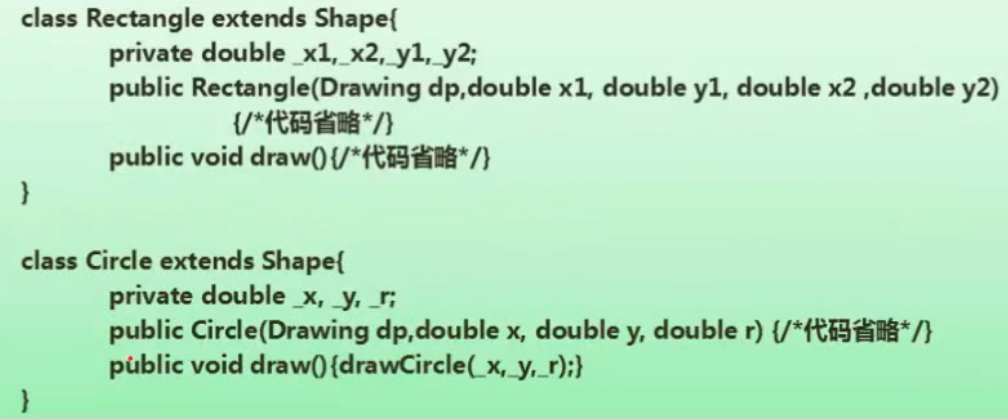 class Rectangle extends Shape{
private double _x1,_x2,_y1,_y2;
public Rectangle(Drawing dp,double x1, double y1, double x2 ,double y2)
{/*代码省略*/}
public void draw(){/*代码省略*/}
}
class Circle extends Shape{
private double _x, _y, _r;
public Circle(Drawing dp,double x, double y, double r) {/*代码省略*/}
public void draw(){drawCircle(_x,_y,_r);}
}